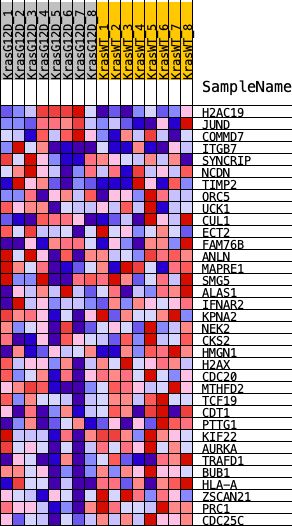 KrasG12D_1
KrasG12D_2
KrasG12D_3
KrasG12D_4
KrasG12D_5
KrasG12D_6
KrasG12D_7
KrasG12D_8
KrasWT_1
KrasWT_2
KrasWT_3
KrasWT_4
KrasWT_5
KrasWT_6
KrasWT_7
KrasWT_8
SampleName
H2AC19
JUND
COMMD7
ITGB7
SYNCRIP
NCDN
TIMP2
ORC5
UCK1
CUL1
ECT2
FAM76B
ANLN
MAPRE1
SMG5
ALAS1
IFNAR2
KPNA2
NEK2
CKS2
HMGN1
H2AX
CDC20
MTHFD2
TCF19
CDT1
PTTG1
KIF22
AURKA
TRAFD1
BUB1
HLA-A
ZSCAN21
PRC1
CDC25C